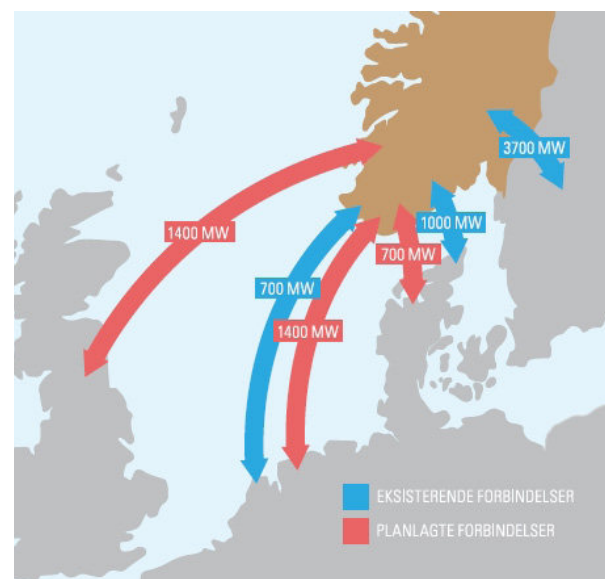 3700 MW
1000 MW
1400 MW
700 MW
700 MW
1400 MW
EKSISTERENDE FORBINDELSER
PLANLAGTE FORBINDELSER